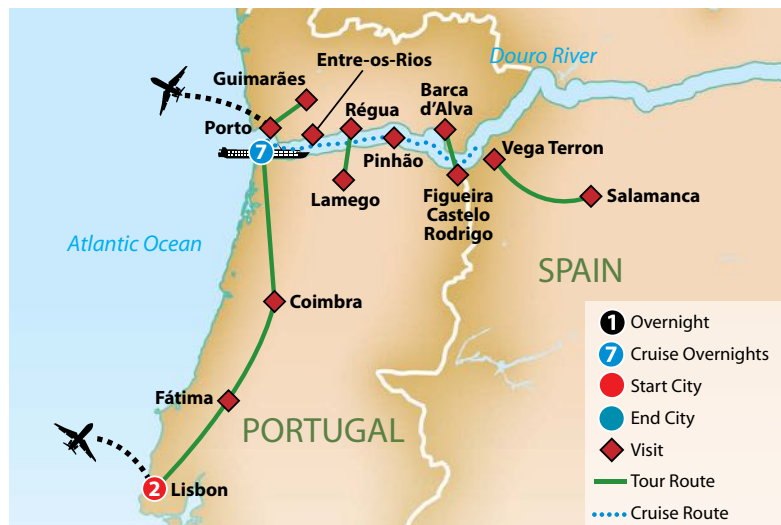 Douro River
Entre-os-Rios
Guimarães
Régua
Barca
d'Alva
Porto
7
Pinhão
Vega Terron
Lamego
Figueira
Castelo
Rodrigo
Salamanca
Atlantic Ocean
SPAIN
Coimbra
Fátima
PORTUGAL
2 Lisbon
1 Overnight
7 Cruise Overnights
Start City
End City
Visit
Tour Route
Cruise Route